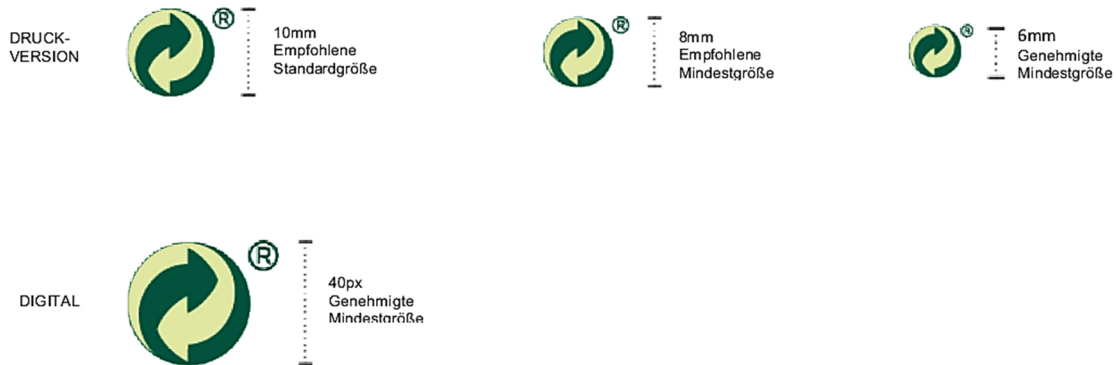 DRUCK-
VERSION
®
10mm
Empfohlene
Standardgröße
®
8mm
Empfohlene
Mindestgröße
®
6mm
Genehmigte
Mindestgröße
DIGITAL
®
40px
Genehmigte
Mindestgröße